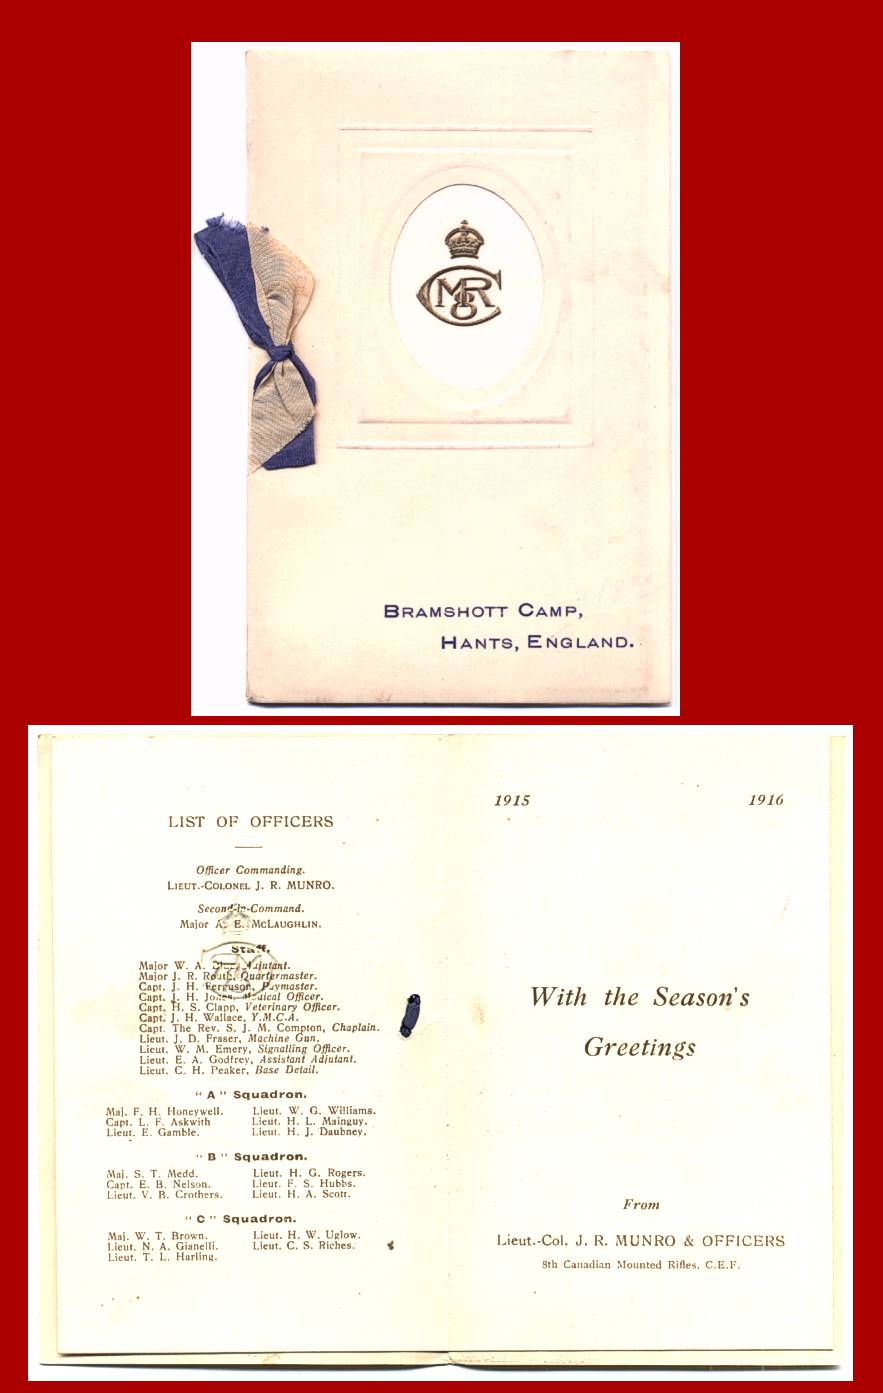 CMR
8
BRAMSHOTT CAMP,
HANTS, ENGLAND.
LIST OF OFFICERS
Officer Commanding.
LIEUT.-COLONEL J. R. MUNRO.
Second-in-Command.
Major A. E. McLAUGHLIN.
Staff.
Major W. A. Adjutant.
Major J. R. Routh, Quartermaster.
Capt. J. H. Ferguson, Paymaster.
Capt. J. H. Jones, Medical Officer.
Capt. H. S. Clapp, Veterinary Officer.
Capt. J. H. Wallace, Y.M.C.A.
Capt. The Rev. S. J. M. Compton, Chaplain.
Lieut. J. D. Fraser, Machine Gun.
Lieut. W. M. Emery, Signalling Officer.
Lieut. E. A. Godfrey, Assistant Adjutant.
Lieut. C. H. Peaker, Base Detail.
"A" Squadron.
Maj. F. H. Honeywell. Lieut. W. G. Williams.
Capt. L. F. Askwith Lieut. H. L. Mainguy.
Lieut. E. Gamble. Lieut. H. J. Daubney.
"B" Squadron.
Maj. S. T. Medd. Lieut. H. G. Rogers.
Capt. E. B. Nelson. Lieut. F. S. Hubbs.
Lieut. V. B. Crothers. Lieut. H. A. Scott.
"C" Squadron.
Maj. W. T. Brown. Lieut. H. W. Uglow.
Lieut. N. A. Gianelli. Lieut. C. S. Riches.
Lieut. T. L. Harling.
1915 1916
With the Season's
Greetings
From
Lieut.-Col. J. R. MUNRO & OFFICERS
8th Canadian Mounted Rifles, C.E.F.